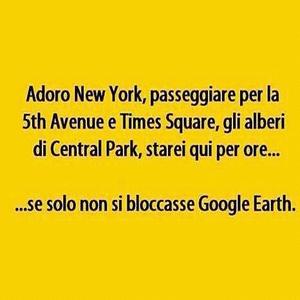 Adoro New York, passeggiare per la
5th Avenue e Times Square, gli alberi
di Central Park, starei qui per ore...
...se solo non si bloccasse Google Earth.